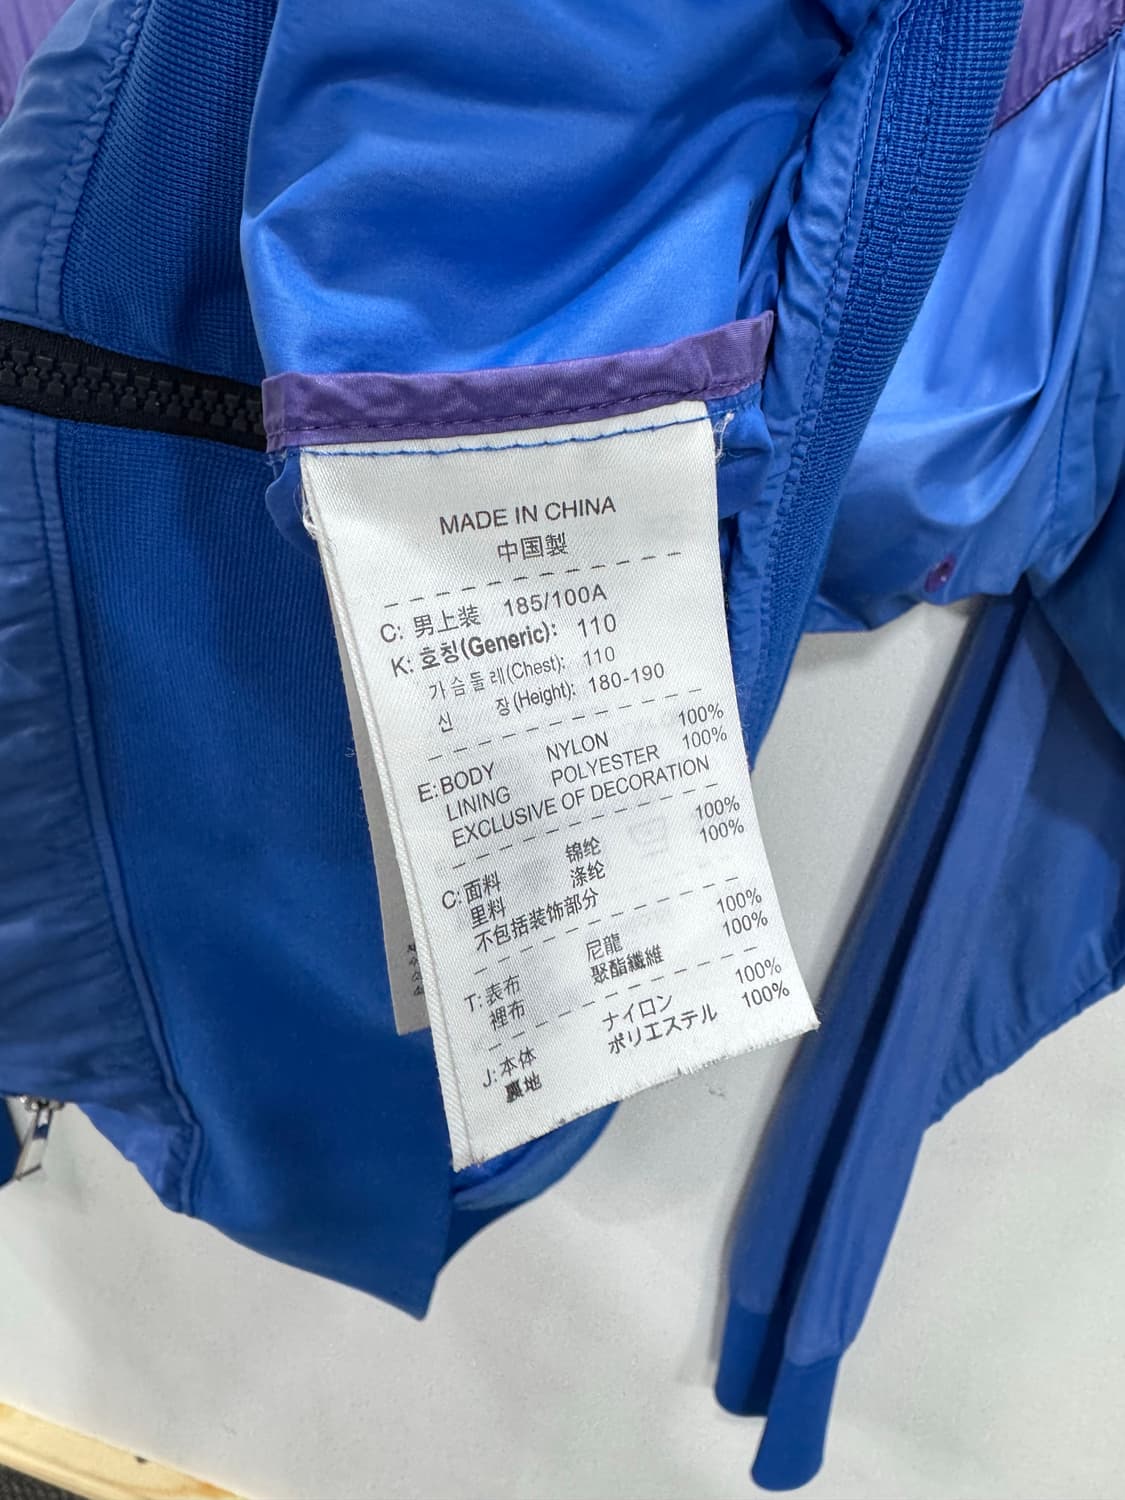 MADE IN CHINA
中国製
C: 男上装 185/100A
K: 호칭(Generic): 110
가슴둘레(Chest): 110
신 장(Height): 180-190
E: BODY NYLON 100%
LINING POLYESTER 100%
EXCLUSIVE OF DECORATION
C: 面料 锦纶 100%
里料 涤纶 100%
不包括装饰部分
T: 表布 尼龍 100%
裡布 聚酯纖維 100%
J: 本体 ナイロン 100%
裏地 ポリエステル 100%